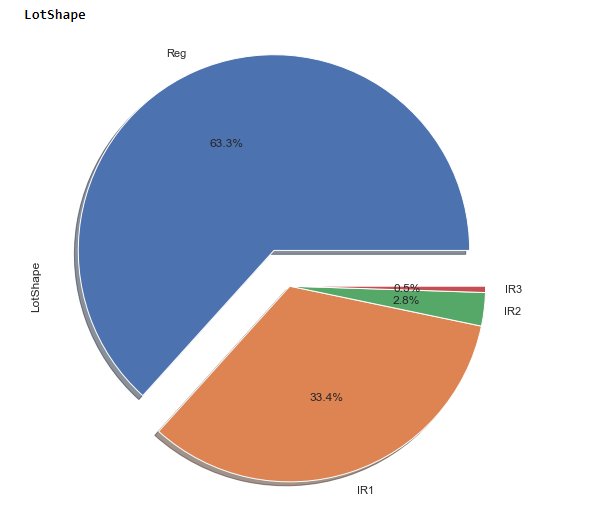 LotShape
Reg
63.3%
LotShape
0.5%
IR3
2.8%
IR2
33.4%
IR1